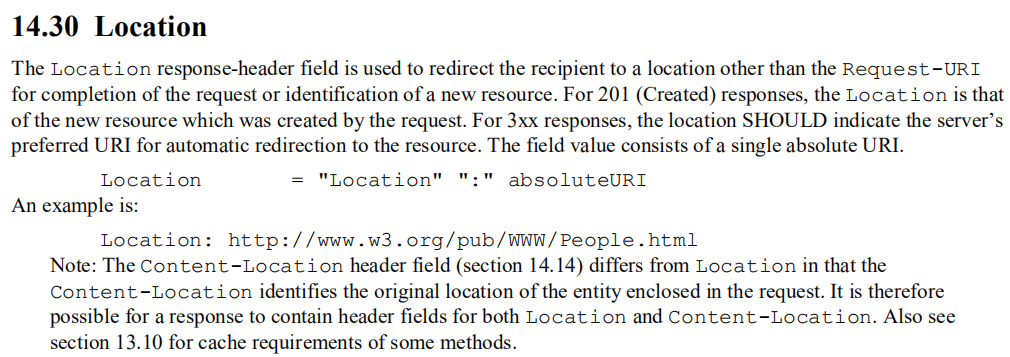 14.30 Location
The Location response-header field is used to redirect the recipient to a location other than the Request-URI
for completion of the request or identification of a new resource. For 201 (Created) responses, the Location is that
of the new resource which was created by the request. For 3xx responses, the location SHOULD indicate the server’s
preferred URI for automatic redirection to the resource. The field value consists of a single absolute URI.
Location = "Location" ":" absoluteURI
An example is:
Location: http://www.w3.org/pub/WWW/People.html
Note: The Content-Location header field (section 14.14) differs from Location in that the
Content-Location identifies the original location of the entity enclosed in the request. It is therefore
possible for a response to contain header fields for both Location and Content-Location. Also see
section 13.10 for cache requirements of some methods.